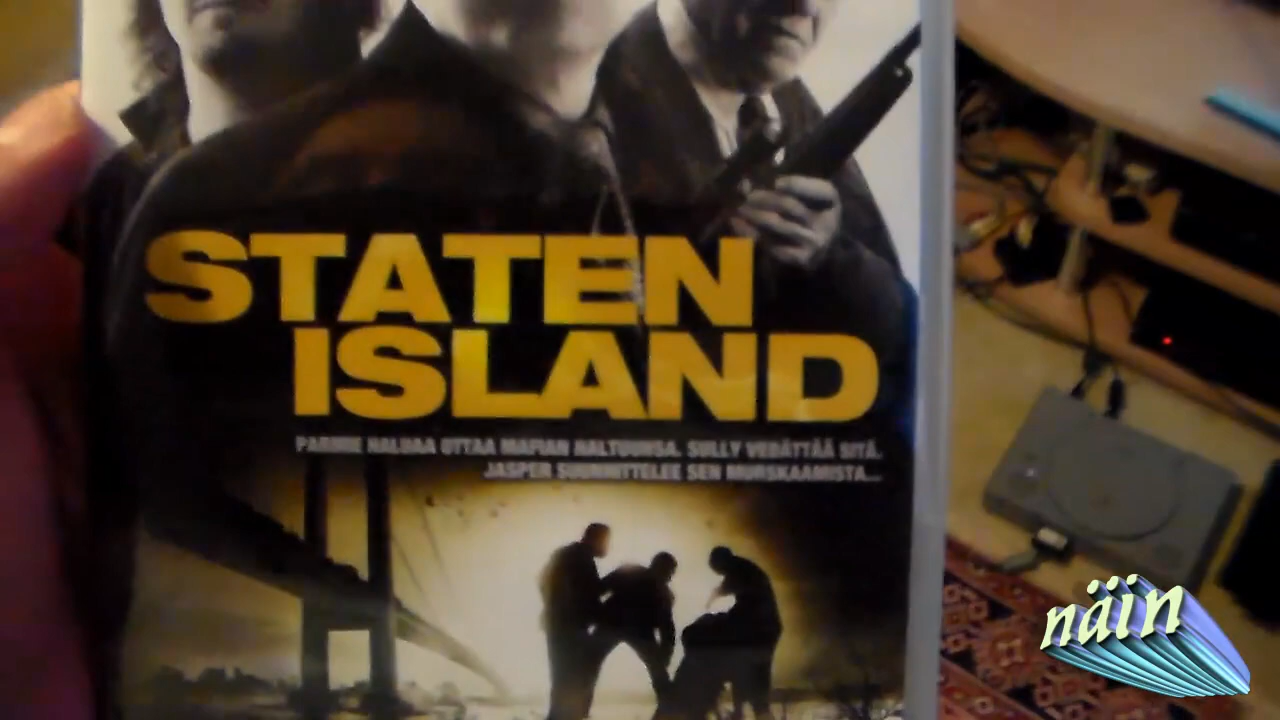 STATEN
ISLAND
PARMIE HALUAA OTTAA MAFIAN HALTUUNSA. SULLY VEDÄTTÄÄ SITÄ.
JASPER SUUNNITTELEE SEN MURSKAAMISTA...
näin